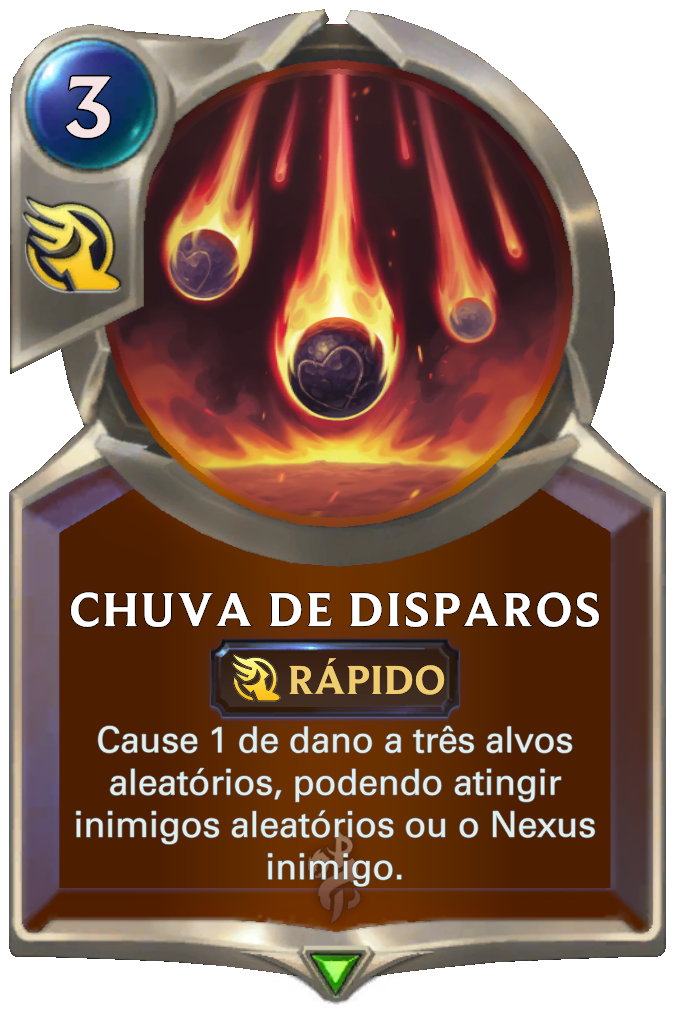 3
CHUVA DE DISPAROS
RÁPIDO
Cause 1 de dano a três alvos
aleatórios, podendo atingir
inimigos aleatórios ou o Nexus
inimigo.